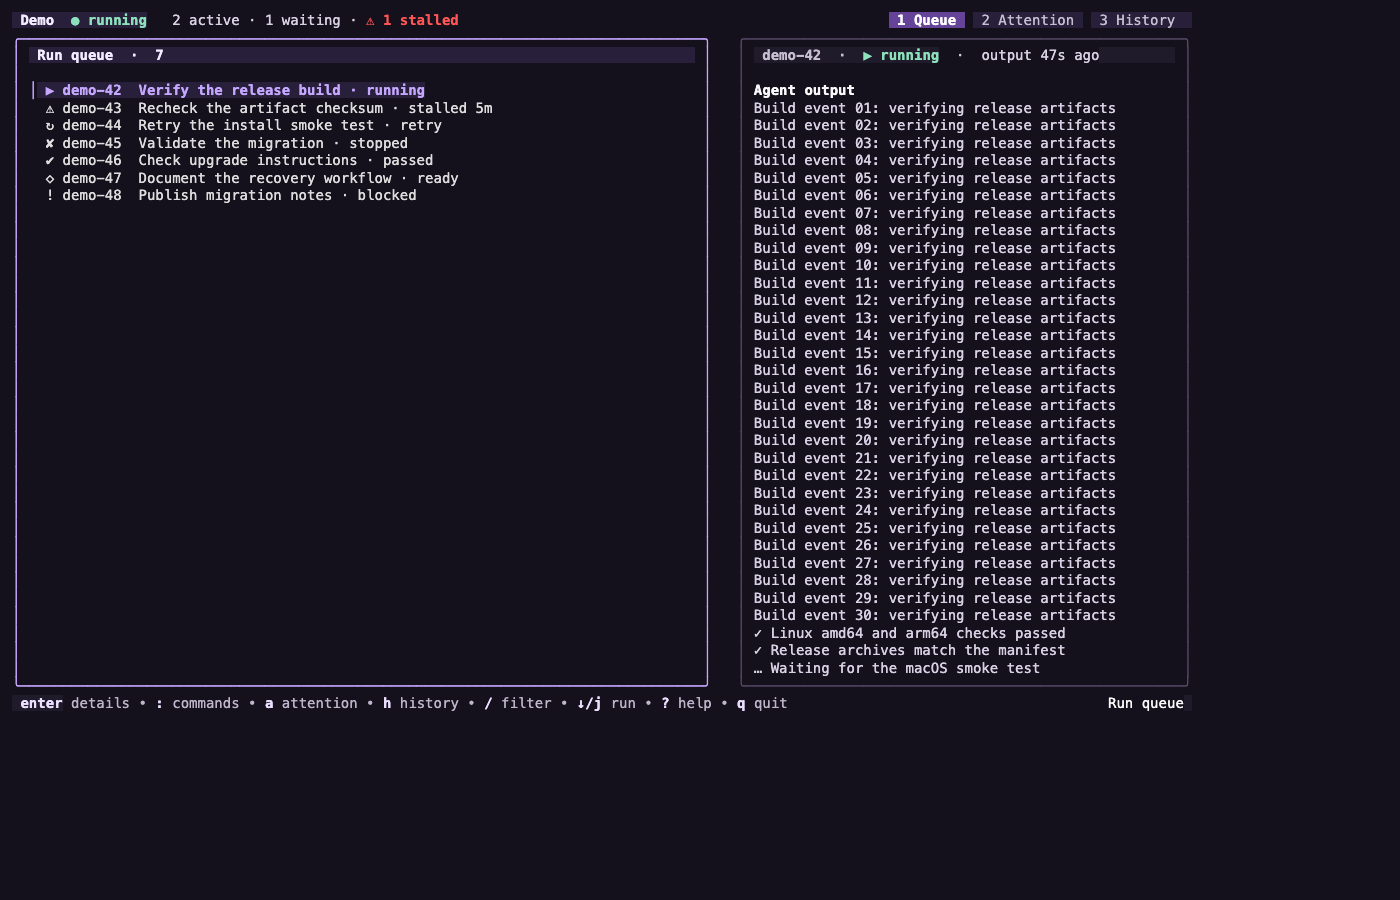 Demo ● running 2 active · 1 waiting · ⚠ 1 stalled 1 Queue 2 Attention 3 History
Run queue · 7
▶ demo-42 Verify the release build · running
⚠ demo-43 Recheck the artifact checksum · stalled 5m
↻ demo-44 Retry the install smoke test · retry
✘ demo-45 Validate the migration · stopped
✔ demo-46 Check upgrade instructions · passed
◇ demo-47 Document the recovery workflow · ready
! demo-48 Publish migration notes · blocked
demo-42 · ▶ running · output 47s ago
Agent output
Build event 01: verifying release artifacts
Build event 02: verifying release artifacts
Build event 03: verifying release artifacts
Build event 04: verifying release artifacts
Build event 05: verifying release artifacts
Build event 06: verifying release artifacts
Build event 07: verifying release artifacts
Build event 08: verifying release artifacts
Build event 09: verifying release artifacts
Build event 10: verifying release artifacts
Build event 11: verifying release artifacts
Build event 12: verifying release artifacts
Build event 13: verifying release artifacts
Build event 14: verifying release artifacts
Build event 15: verifying release artifacts
Build event 16: verifying release artifacts
Build event 17: verifying release artifacts
Build event 18: verifying release artifacts
Build event 19: verifying release artifacts
Build event 20: verifying release artifacts
Build event 21: verifying release artifacts
Build event 22: verifying release artifacts
Build event 23: verifying release artifacts
Build event 24: verifying release artifacts
Build event 25: verifying release artifacts
Build event 26: verifying release artifacts
Build event 27: verifying release artifacts
Build event 28: verifying release artifacts
Build event 29: verifying release artifacts
Build event 30: verifying release artifacts
✓ Linux amd64 and arm64 checks passed
✓ Release archives match the manifest
… Waiting for the macOS smoke test
enter details • : commands • a attention • h history • / filter • ↓/j run • ? help • q quit Run queue